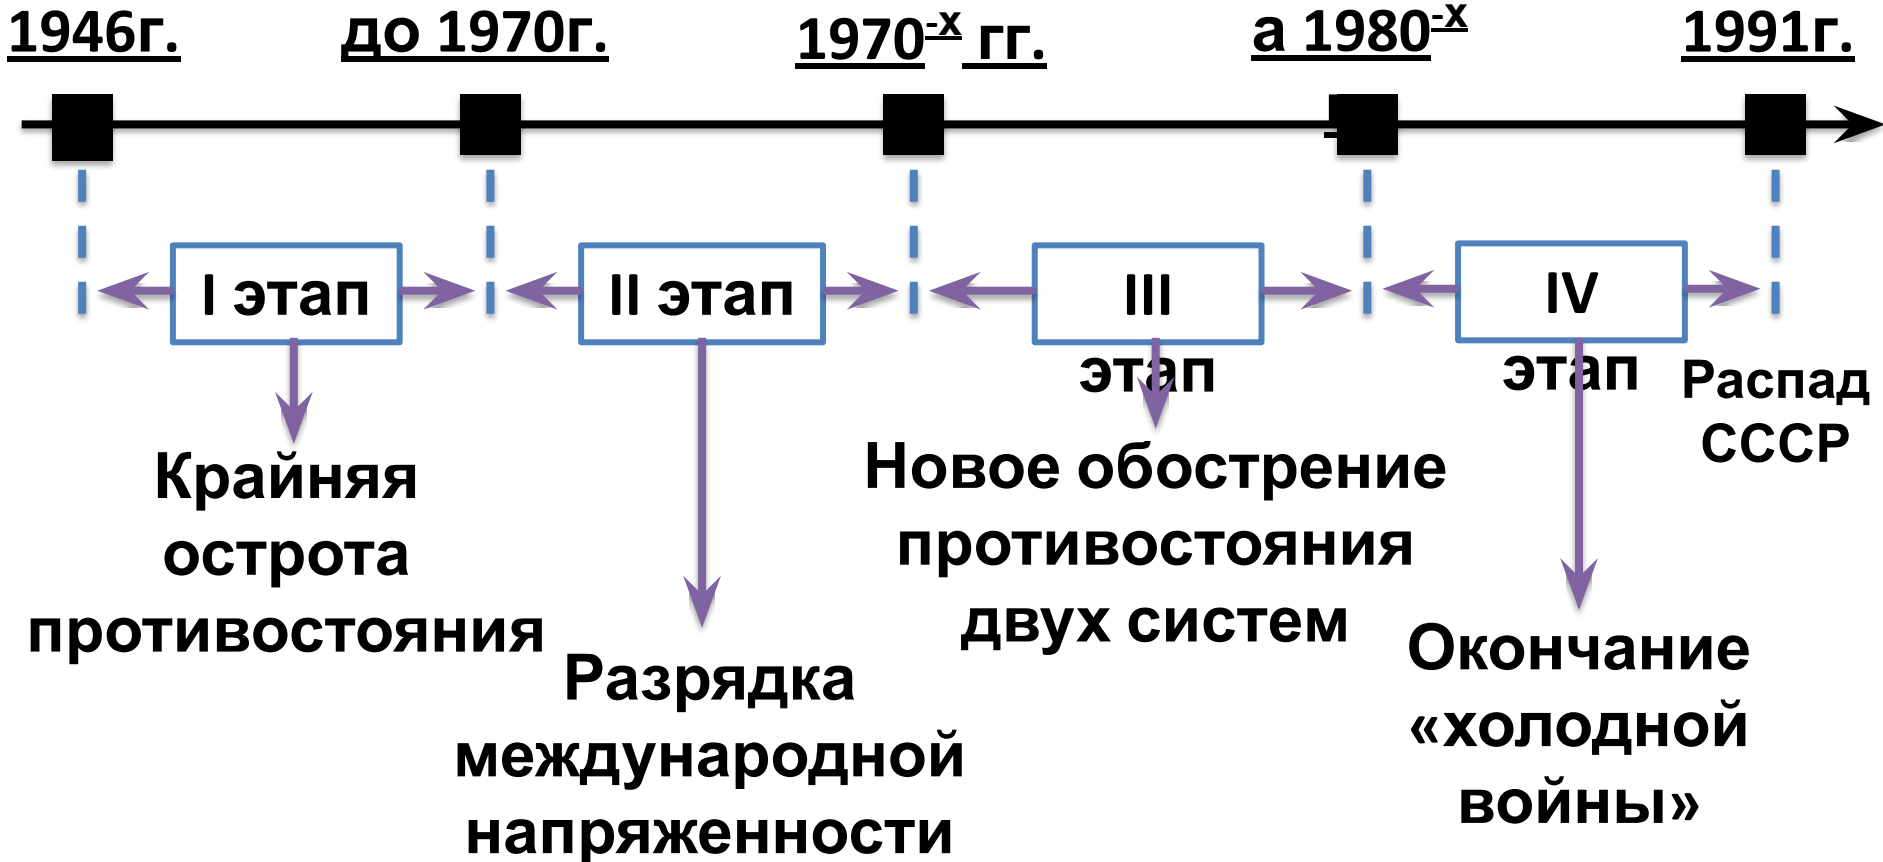 1946г.
до 1970г.
1970-х гг.
а 1980-х
1991г.
I этап
II этап
III
этап
IV
этап
Распад
СССР
Крайняя
острота
противостояния
Разрядка
международной
напряженности
Новое обострение
противостояния
двух систем
Окончание
«холодной
войны»